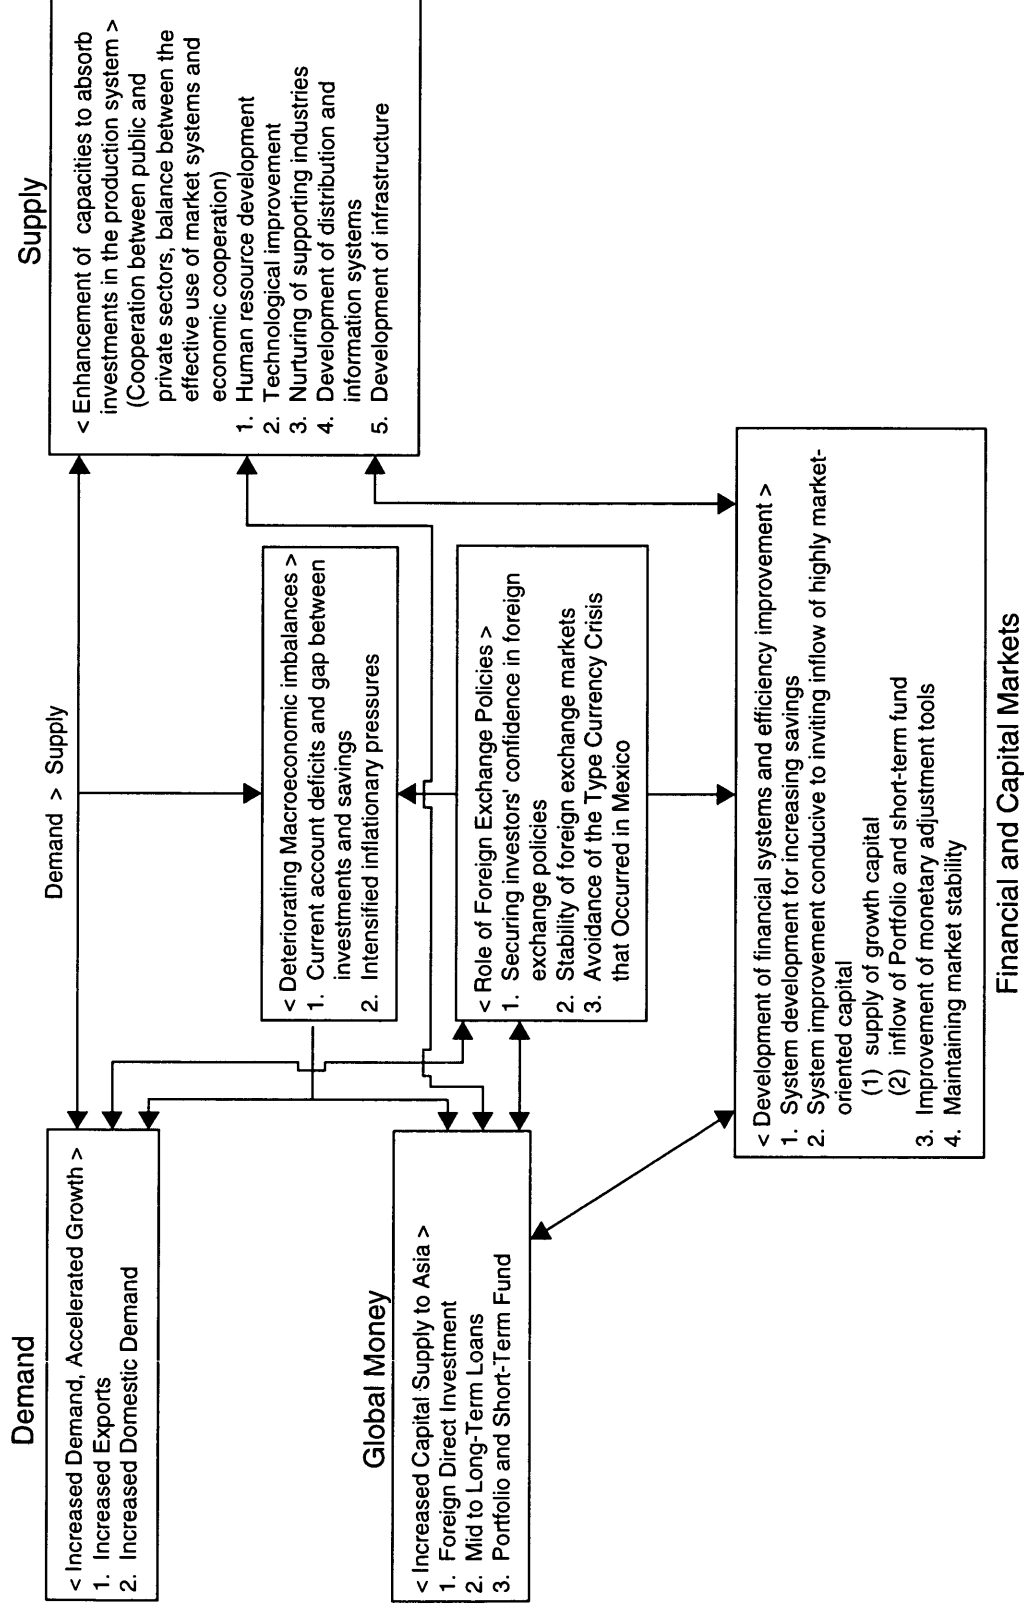 Demand
< Increased Demand, Accelerated Growth >
1. Increased Exports
2. Increased Domestic Demand
Demand > Supply
Supply
< Enhancement of capacities to absorb
investments in the production system >
(Cooperation between public and
private sectors, balance between the
effective use of market systems and
economic cooperation)
1. Human resource development
2. Technological improvement
3. Nurturing of supporting industries
4. Development of distribution and
information systems
5. Development of infrastructure
< Deteriorating Macroeconomic imbalances >
1. Current account deficits and gap between
investments and savings
2. Intensified inflationary pressures
Global Money
< Increased Capital Supply to Asia >
1. Foreign Direct Investment
2. Mid to Long-Term Loans
3. Portfolio and Short-Term Fund
< Role of Foreign Exchange Policies >
1. Securing investors' confidence in foreign
exchange policies
2. Stability of foreign exchange markets
3. Avoidance of the Type Currency Crisis
that Occurred in Mexico
< Development of financial systems and efficiency improvement >
1. System development for increasing savings
2. System improvement conducive to inviting inflow of highly market-
oriented capital
(1) supply of growth capital
(2) inflow of Portfolio and short-term fund
3. Improvement of monetary adjustment tools
4. Maintaining market stability
Financial and Capital Markets